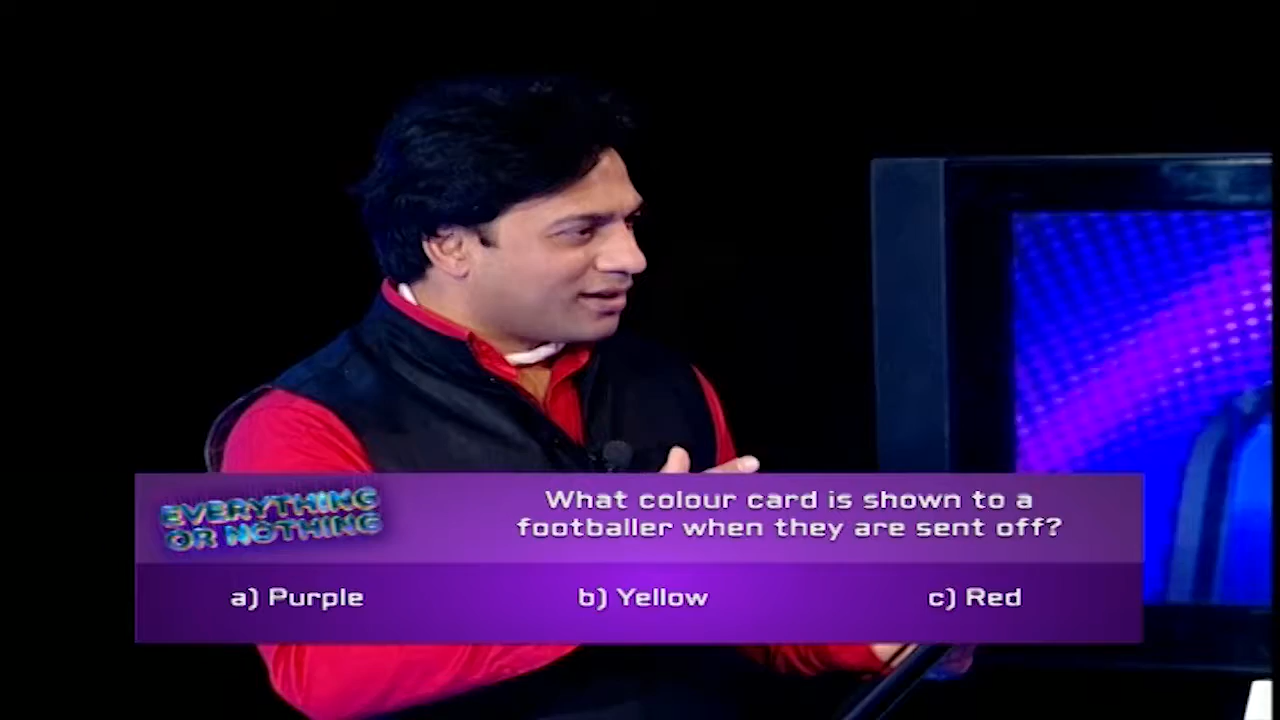 EVERYTHING
OR NOTHING
What colour card is shown to a
footballer when they are sent off?
a) Purple b) Yellow c) Red